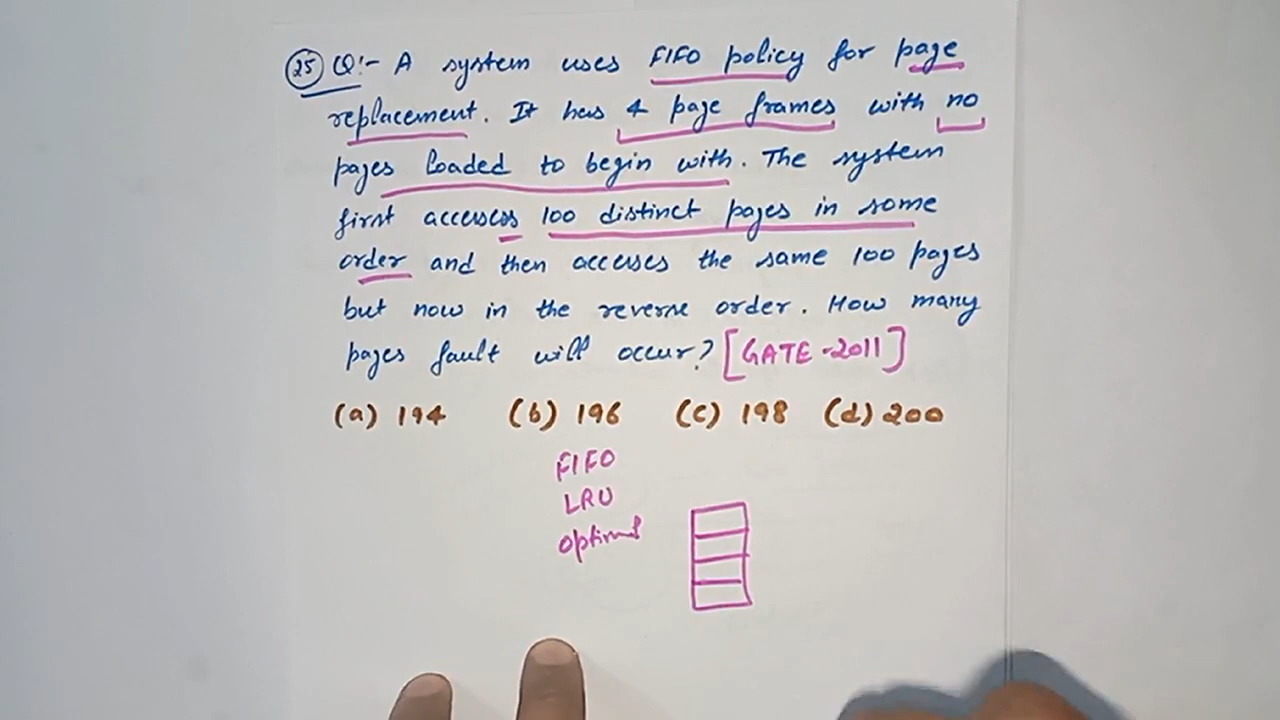 25 Q:- A system uses FIFO policy for page
replacement. It has 4 page frames with no
pages loaded to begin with. The system
first accesses 100 distinct pages in some
order and then accesses the same 100 pages
but now in the reverse order. How many
pages fault will occur? [GATE-2011]
(a) 194 (b) 196 (c) 198 (d) 200
FIFO
LRU
optimal